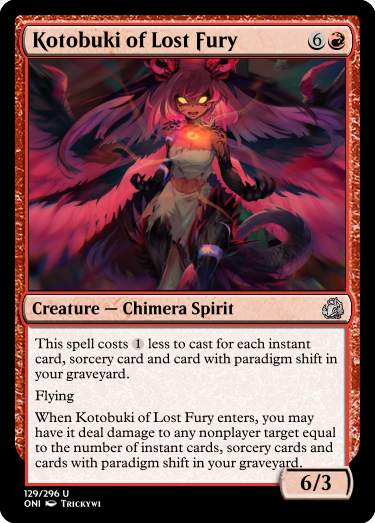 Kotobuki of Lost Fury 6
Creature — Chimera Spirit
This spell costs 1 less to cast for each instant
card, sorcery card and card with paradigm shift in
your graveyard.
Flying
When Kotobuki of Lost Fury enters, you may
have it deal damage to any nonplayer target equal
to the number of instant cards, sorcery cards and
cards with paradigm shift in your graveyard.
6/3
129/296 U
ONI ✒ Trickywi